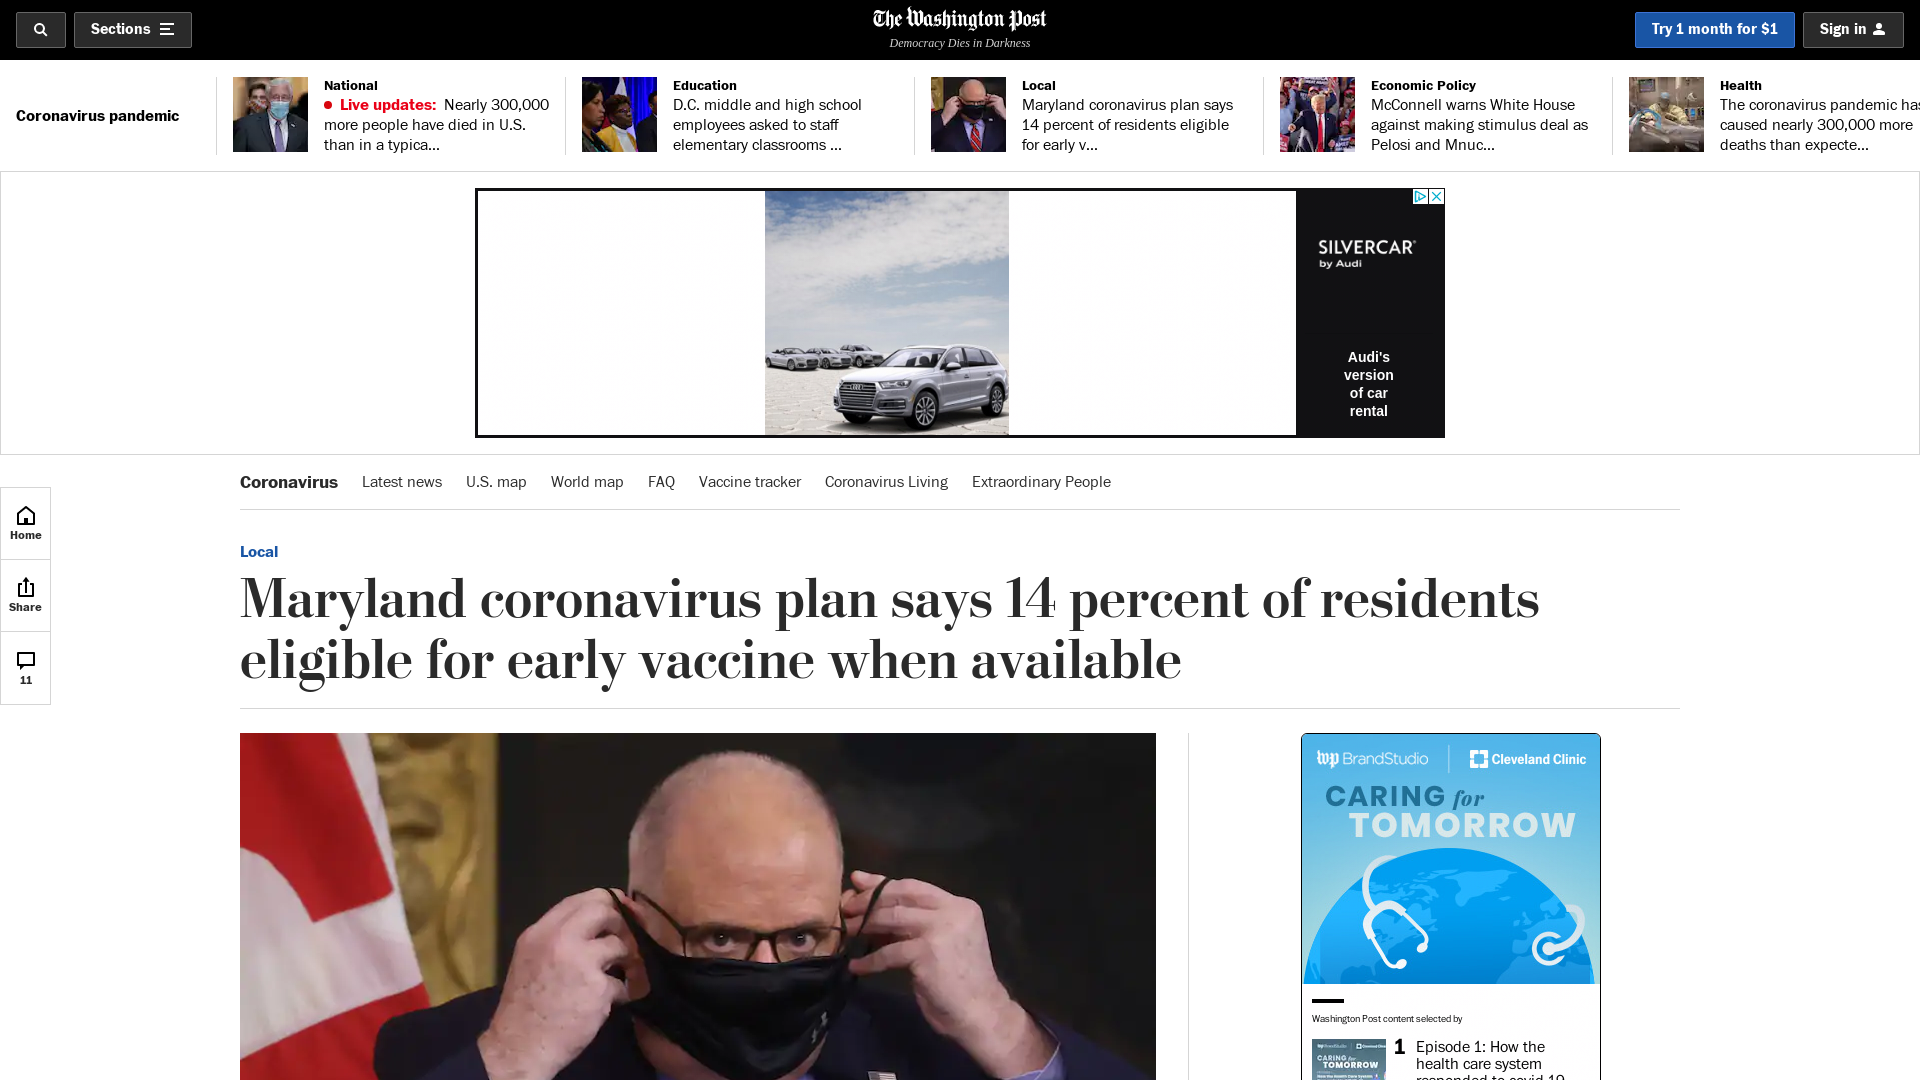 Sections
The Washington Post
Democracy Dies in Darkness
Try 1 month for $1
Sign in
Coronavirus pandemic
National
Live updates: Nearly 300,000
more people have died in U.S.
than in a typica...
Education
D.C. middle and high school
employees asked to staff
elementary classrooms ...
Local
Maryland coronavirus plan says
14 percent of residents eligible
for early v...
Economic Policy
McConnell warns White House
against making stimulus deal as
Pelosi and Mnuc...
Health
The coronavirus pandemic has
caused nearly 300,000 more
deaths than expecte...
SILVERCAR
by Audi
Audi's
version
of car
rental
Coronavirus
Latest news
U.S. map
World map
FAQ
Vaccine tracker
Coronavirus Living
Extraordinary People
Home
Share
11
Local
Maryland coronavirus plan says 14 percent of residents
eligible for early vaccine when available
wp BrandStudio
Cleveland Clinic
CARING for
TOMORROW
Washington Post content selected by
CARING for
TOMORROW
1
Episode 1: How the
health care system
responded to covid-19